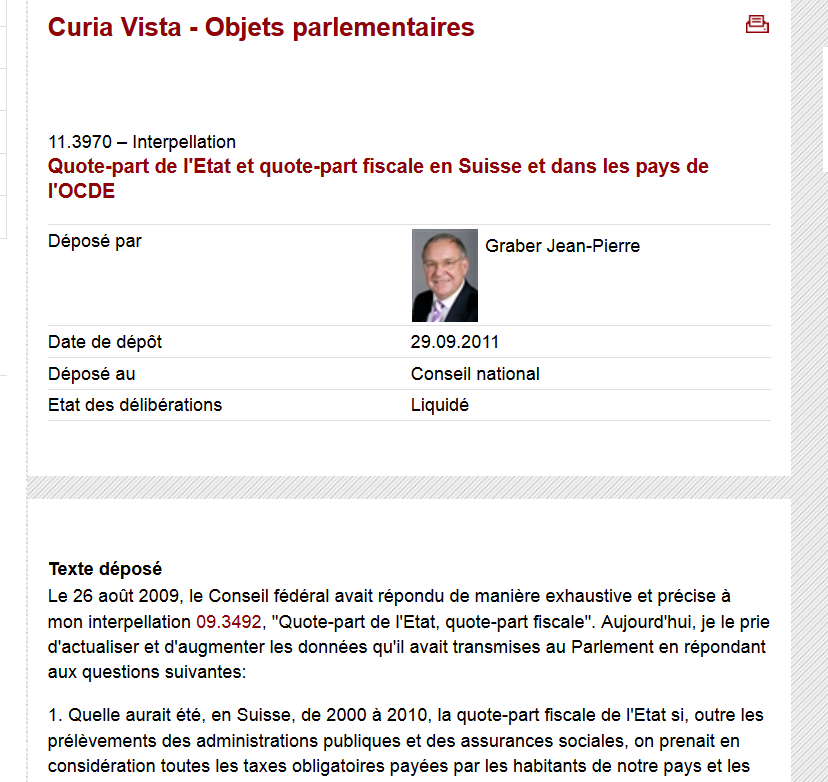 Curia Vista - Objets parlementaires
11.3970 – Interpellation
Quote-part de l'Etat et quote-part fiscale en Suisse et dans les pays de
l'OCDE
Déposé par
Graber Jean-Pierre
Date de dépôt
29.09.2011
Déposé au
Conseil national
Etat des délibérations
Liquidé
Texte déposé
Le 26 août 2009, le Conseil fédéral avait répondu de manière exhaustive et précise à
mon interpellation 09.3492, "Quote-part de l'Etat, quote-part fiscale". Aujourd'hui, je le prie
d'actualiser et d'augmenter les données qu'il avait transmises au Parlement en répondant
aux questions suivantes:
1. Quelle aurait été, en Suisse, de 2000 à 2010, la quote-part fiscale de l'Etat si, outre les
prélèvements des administrations publiques et des assurances sociales, on prenait en
considération toutes les taxes obligatoires payées par les habitants de notre pays et les